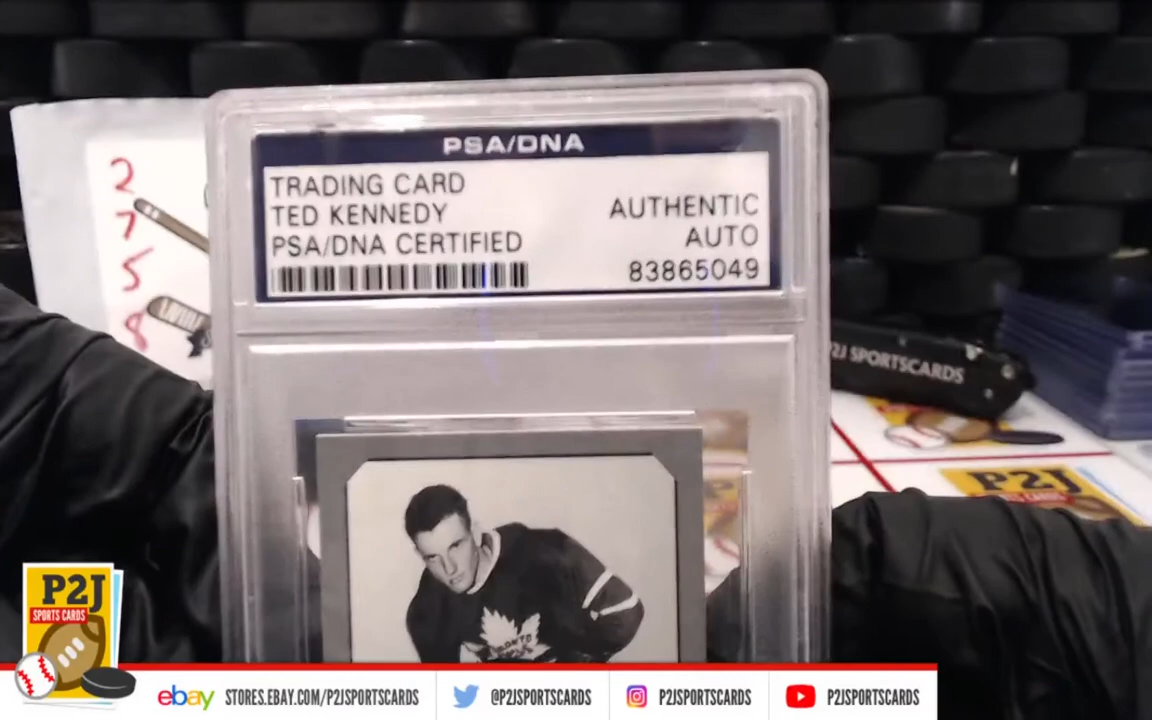 PSA/DNA
TRADING CARD
TED KENNEDY
PSA/DNA CERTIFIED
AUTHENTIC
AUTO
83865049
2
7
5
8
P2J SPORTSCARDS
P2J
TORONTO
P2J
SPORTS CARDS
ebay STORES.EBAY.COM/P2JSPORTSCARDS
@P2JSPORTSCARDS
P2JSPORTSCARDS
P2JSPORTSCARDS